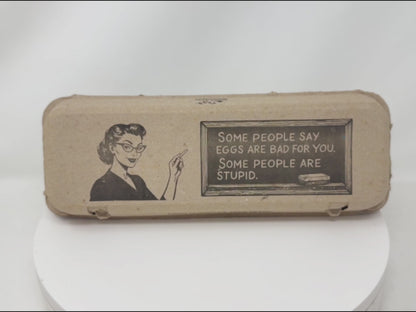 SOME PEOPLE SAY
EGGS ARE BAD FOR YOU.
SOME PEOPLE ARE
STUPID.